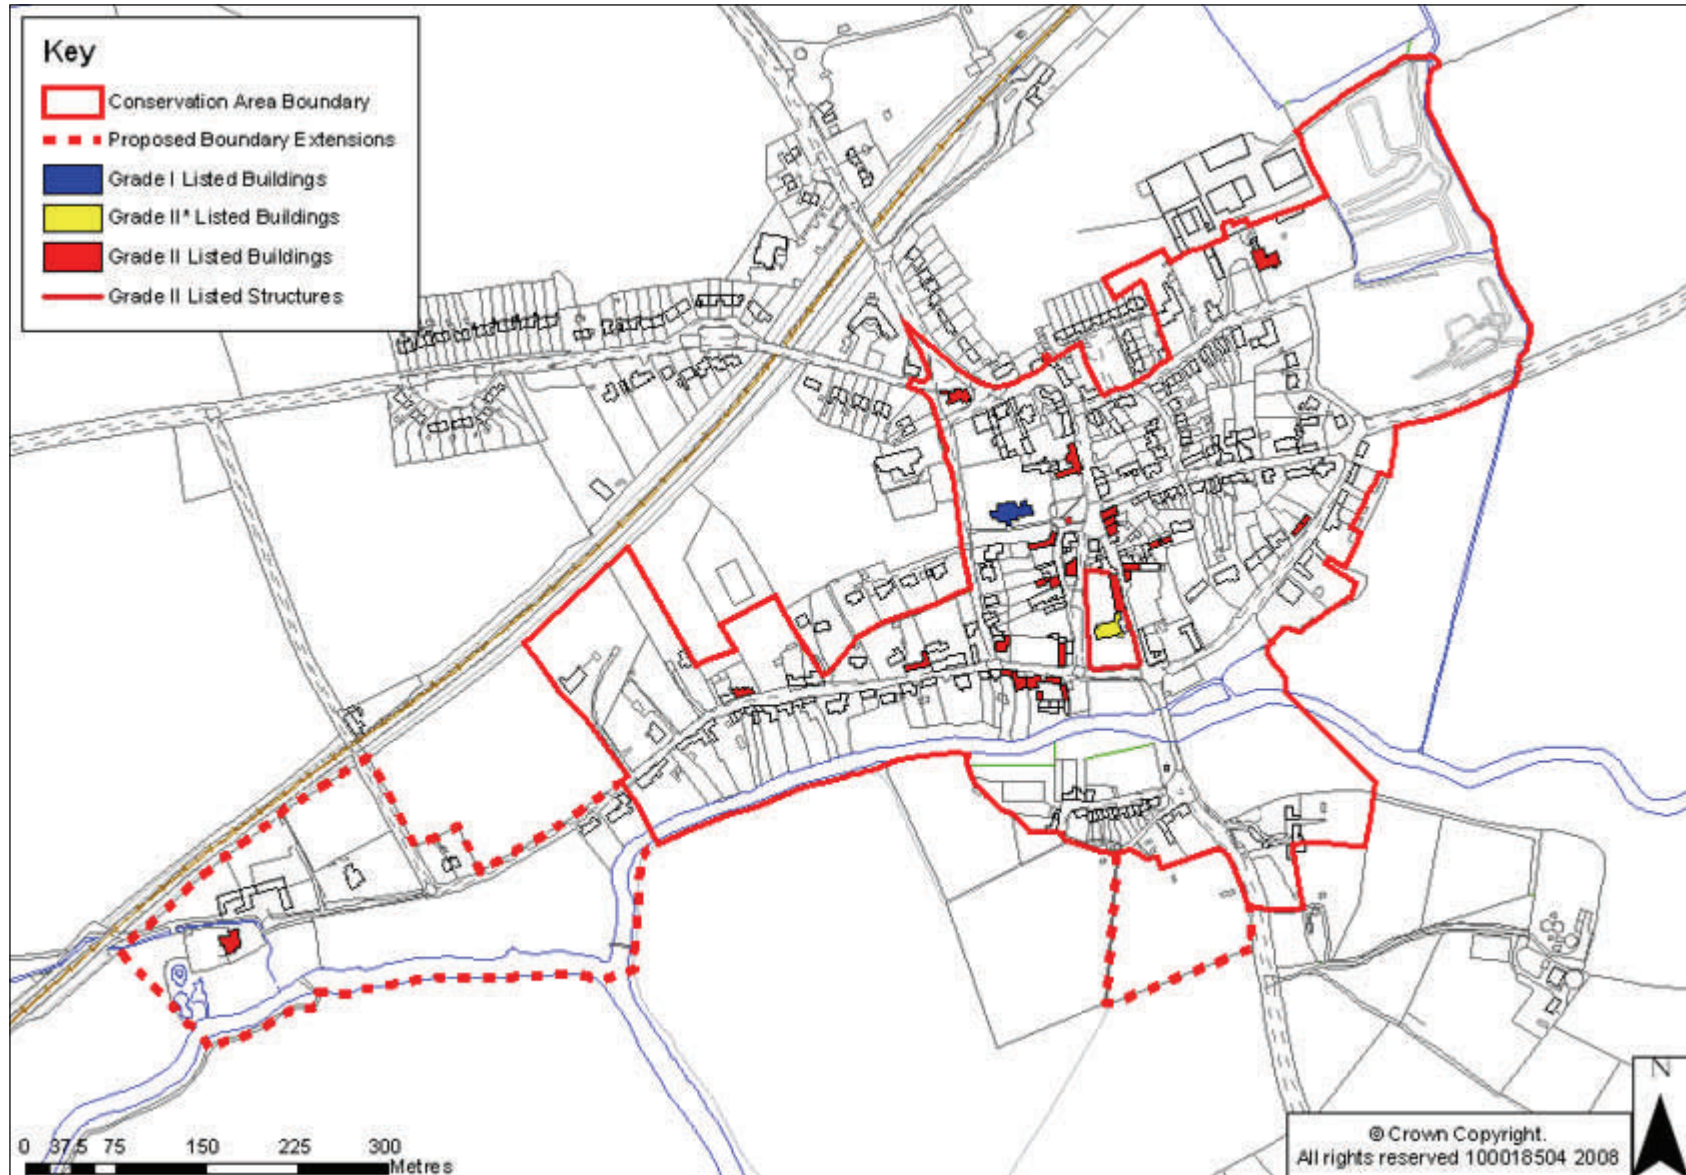 Key
Conservation Area Boundary
Proposed Boundary Extensions
Grade I Listed Buildings
Grade II* Listed Buildings
Grade II Listed Buildings
Grade II Listed Structures
0 37.5 75 150 225 300
Metres
N
© Crown Copyright.
All rights reserved 100018504 2008